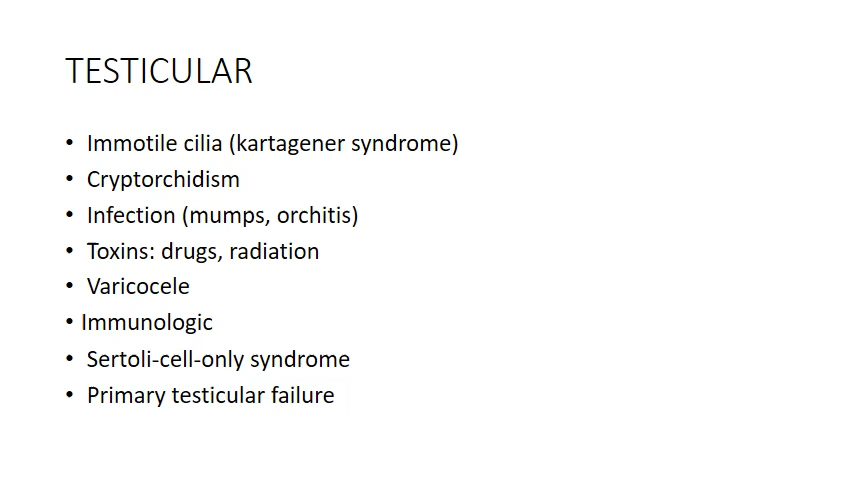 TESTICULAR
• Immotile cilia (kartagener syndrome)
• Cryptorchidism
• Infection (mumps, orchitis)
• Toxins: drugs, radiation
• Varicocele
• Immunologic
• Sertoli-cell-only syndrome
• Primary testicular failure